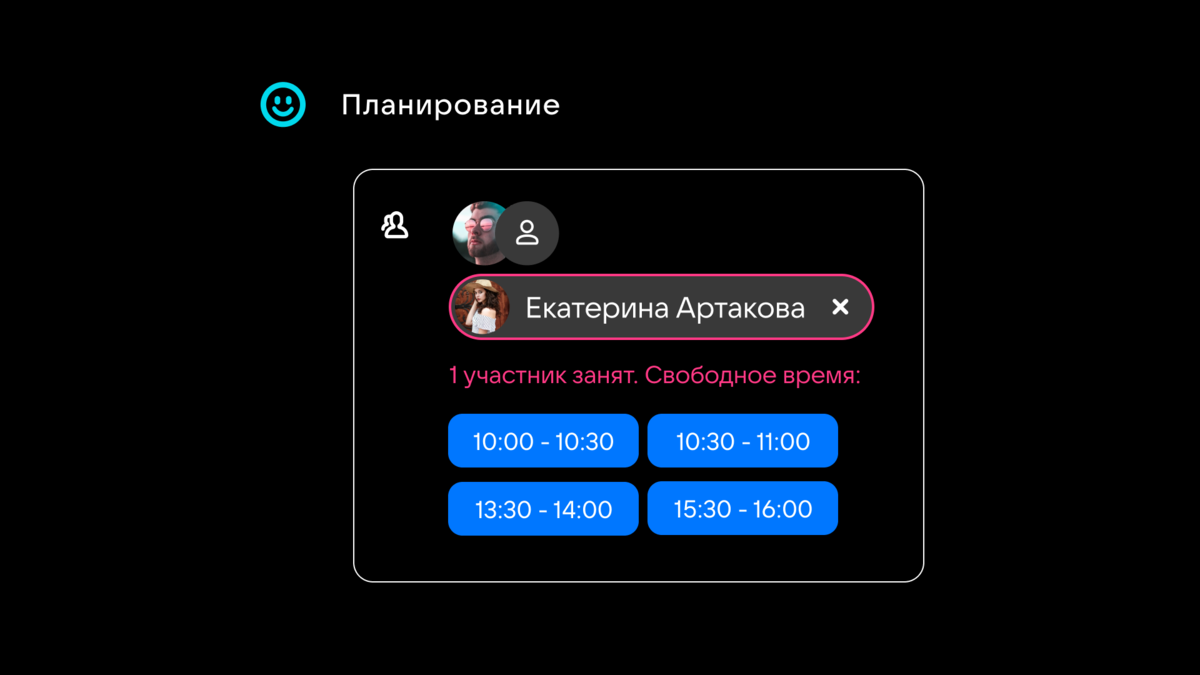 Планирование
Екатерина Артакова
1 участник занят. Свободное время:
10:00 - 10:30
10:30 - 11:00
13:30 - 14:00
15:30 - 16:00